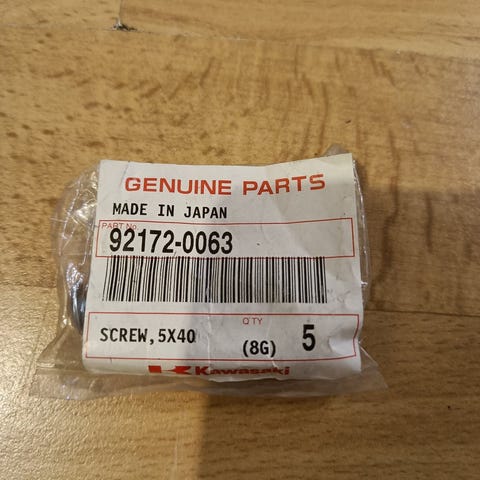 GENUINE PARTS
MADE IN JAPAN
PART No.
92172-0063
Q'TY
SCREW,5X40 (8G) 5
Kawasaki